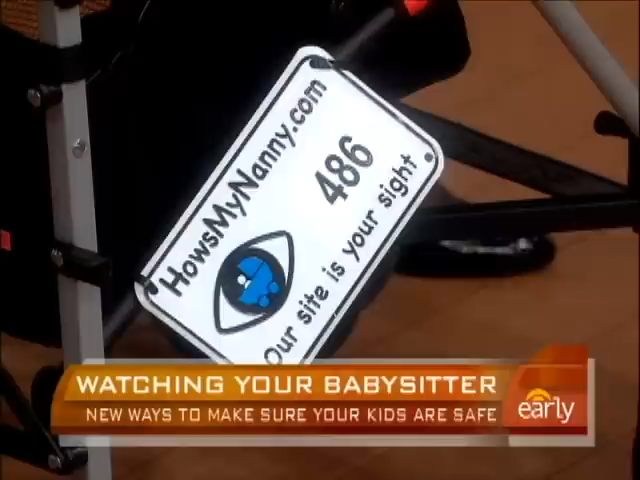 HowsMyNanny.com
486
Our site is your sight
WATCHING YOUR BABYSITTER
NEW WAYS TO MAKE SURE YOUR KIDS ARE SAFE
early